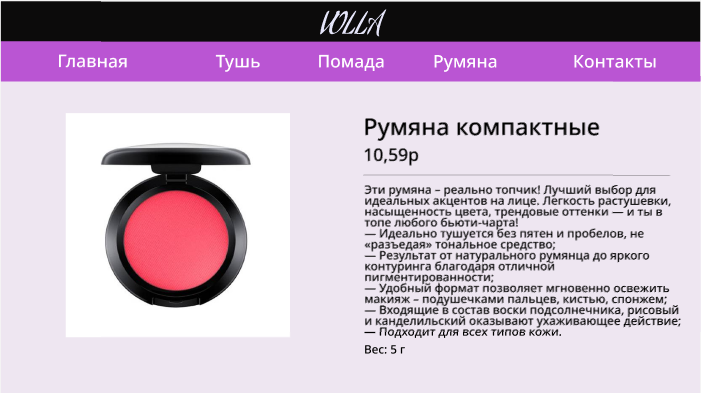 VOLLA
Главная Тушь Помада Румяна Контакты
Румяна компактные
10,59р
Эти румяна – реально топчик! Лучший выбор для
идеальных акцентов на лице. Легкость растушевки,
насыщенность цвета, трендовые оттенки — и ты в
топе любого бьюти-чарта!
— Идеально тушуется без пятен и пробелов, не
«разъедая» тональное средство;
— Результат от натурального румянца до яркого
контуринга благодаря отличной
пигментированности;
— Удобный формат позволяет мгновенно освежить
макияж – подушечками пальцев, кистью, спонжем;
— Входящие в состав воски подсолнечника, рисовый
и канделильский оказывают ухаживающее действие;
— Подходит для всех типов кожи.
Вес: 5 г